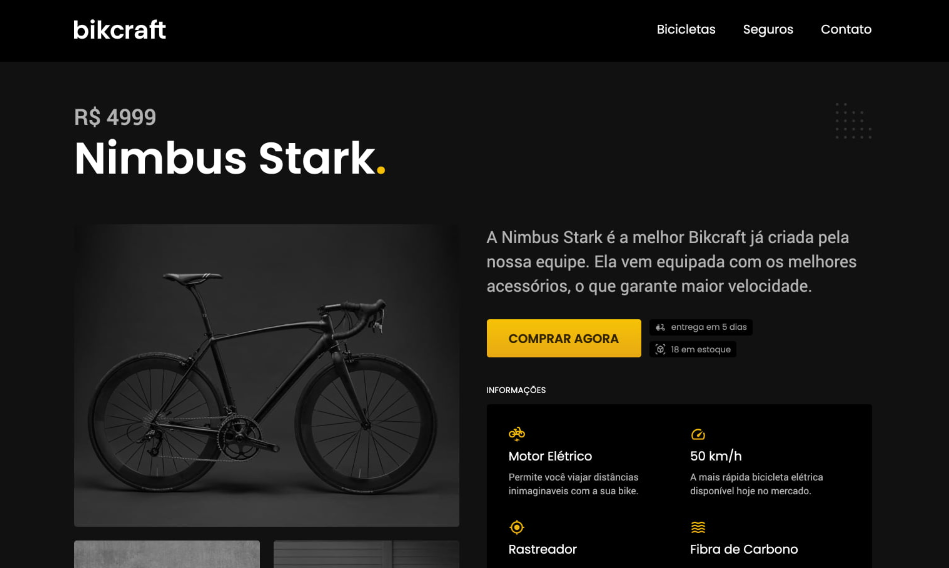 bikcraft
Bicicletas
Seguros
Contato
R$ 4999
Nimbus Stark.
A Nimbus Stark é a melhor Bikcraft já criada pela
nossa equipe. Ela vem equipada com os melhores
acessórios, o que garante maior velocidade.
COMPRAR AGORA
entrega em 5 dias
18 em estoque
INFORMAÇÕES
Motor Elétrico
Permite você viajar distâncias
inimaginaveis com a sua bike.
50 km/h
A mais rápida bicicleta elétrica
disponível hoje no mercado.
Rastreador
Fibra de Carbono